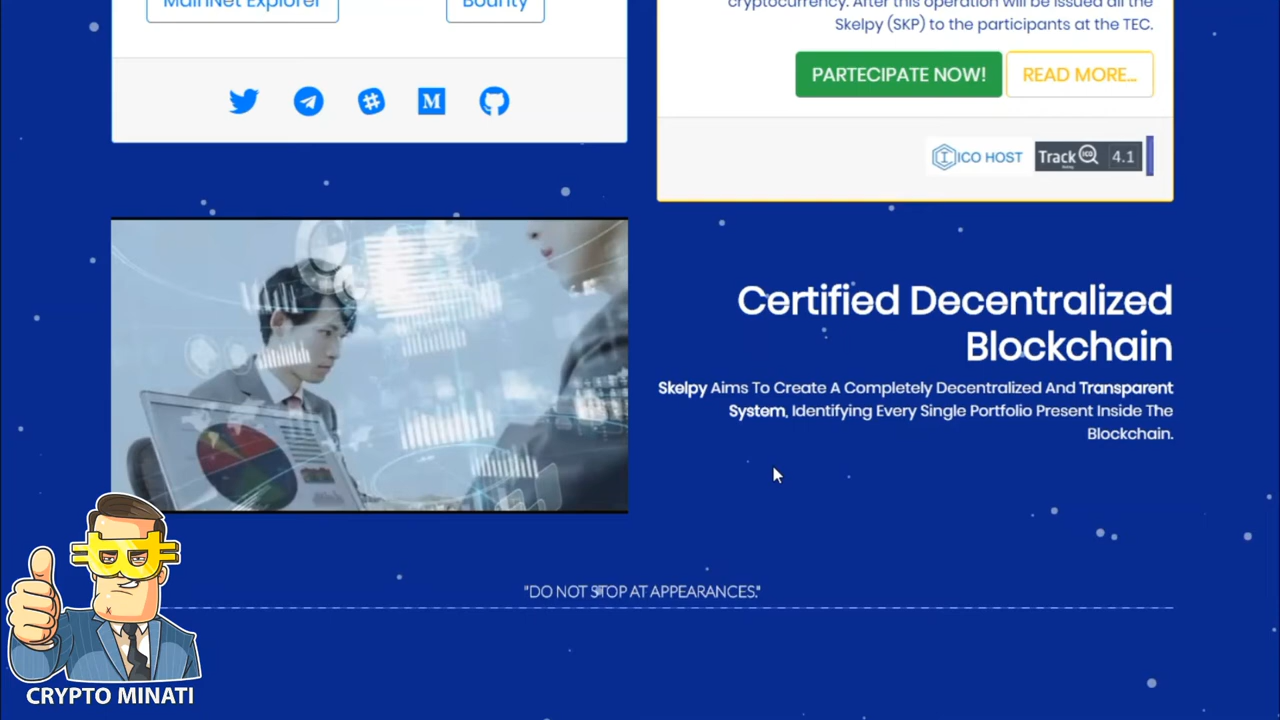 MainNet Explorer
Bounty
cryptocurrency. After this operation will be issued all the
Skelpy (SKP) to the participants at the TEC.
PARTECIPATE NOW!
READ MORE...
M
ICO HOST
Track ICO
4.1
Certified Decentralized
Blockchain
Skelpy Aims To Create A Completely Decentralized And Transparent
System, Identifying Every Single Portfolio Present Inside The
Blockchain.
"DO NOT STOP AT APPEARANCES."
CRYPTO MINATI